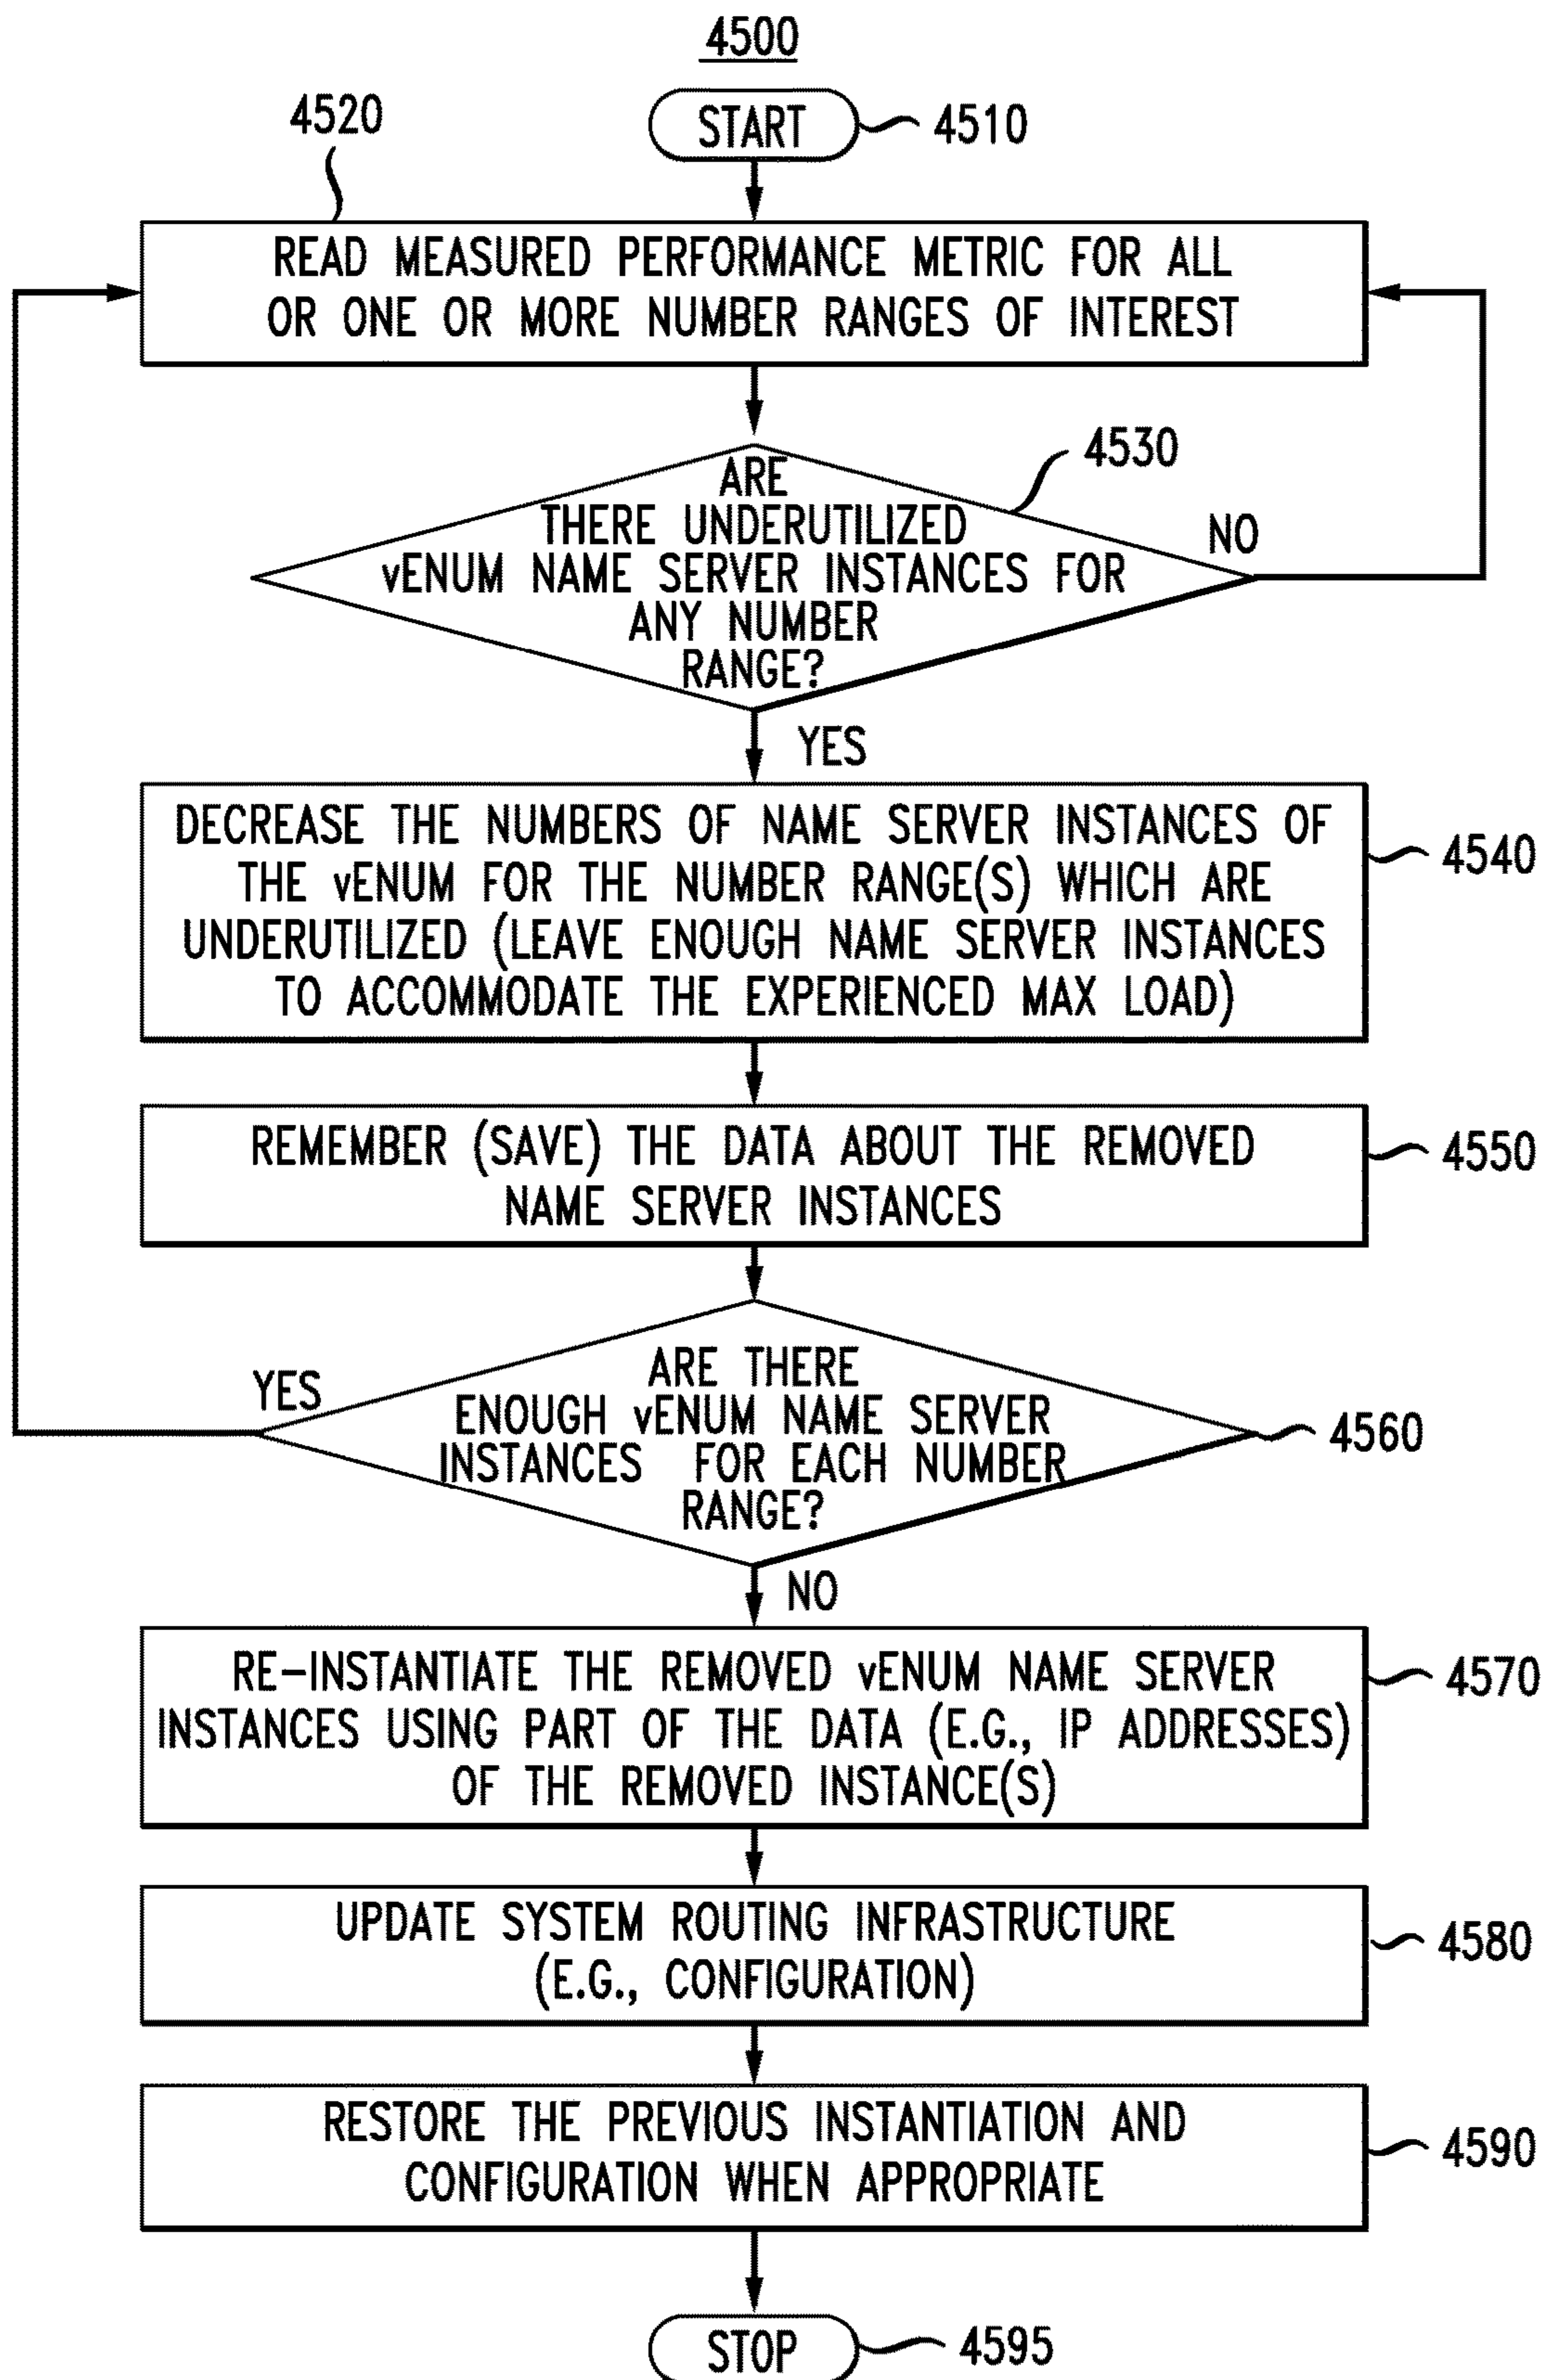 4500
START
4510
4520
READ MEASURED PERFORMANCE METRIC FOR ALL
OR ONE OR MORE NUMBER RANGES OF INTEREST
4530
ARE
THERE UNDERUTILIZED
vENUM NAME SERVER INSTANCES FOR
ANY NUMBER
RANGE?
NO
YES
DECREASE THE NUMBERS OF NAME SERVER INSTANCES OF
THE vENUM FOR THE NUMBER RANGE(S) WHICH ARE
UNDERUTILIZED (LEAVE ENOUGH NAME SERVER INSTANCES
TO ACCOMMODATE THE EXPERIENCED MAX LOAD)
4540
REMEMBER (SAVE) THE DATA ABOUT THE REMOVED
NAME SERVER INSTANCES
4550
YES
ARE THERE
ENOUGH vENUM NAME SERVER
INSTANCES FOR EACH NUMBER
RANGE?
4560
NO
RE-INSTANTIATE THE REMOVED vENUM NAME SERVER
INSTANCES USING PART OF THE DATA (E.G., IP ADDRESSES)
OF THE REMOVED INSTANCE(S)
4570
UPDATE SYSTEM ROUTING INFRASTRUCTURE
(E.G., CONFIGURATION)
4580
RESTORE THE PREVIOUS INSTANTIATION AND
CONFIGURATION WHEN APPROPRIATE
4590
STOP
4595